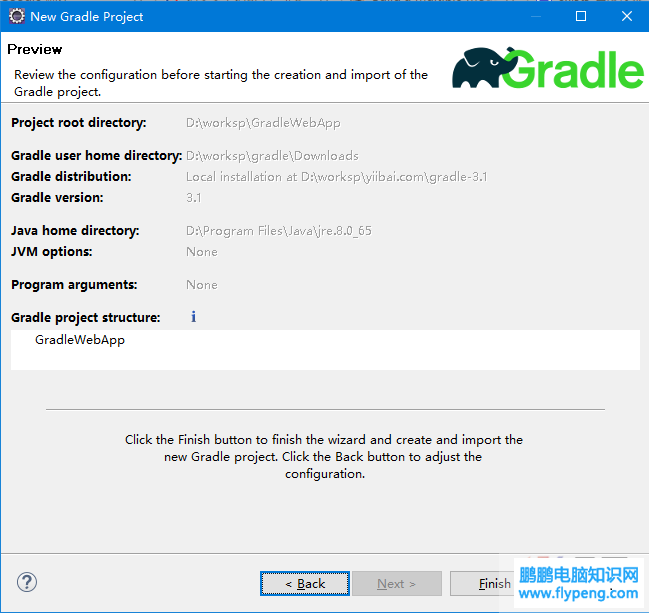 New Gradle Project
Preview
Review the configuration before starting the creation and import of the
Gradle project.
Gradle
Project root directory: D:\worksp\GradleWebApp
Gradle user home directory: D:\worksp\gradle\Downloads
Gradle distribution: Local installation at D:\worksp\yiibai.com\gradle-3.1
Gradle version: 3.1
Java home directory: D:\Program Files\Java\jre.8.0_65
JVM options: None
Program arguments: None
Gradle project structure:
GradleWebApp
Click the Finish button to finish the wizard and create and import the
new Gradle project. Click the Back button to adjust the
configuration.
< Back Next > Finish
鹏鹏电脑知识网
www.flypeng.com